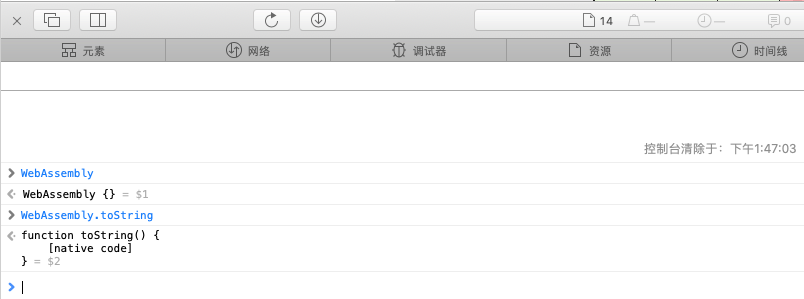 14
—
—
0
元素
网络
调试器
资源
时间线
控制台清除于：下午1:47:03
> WebAssembly
< WebAssembly {} = $1
> WebAssembly.toString
< function toString() {
[native code]
} = $2
>